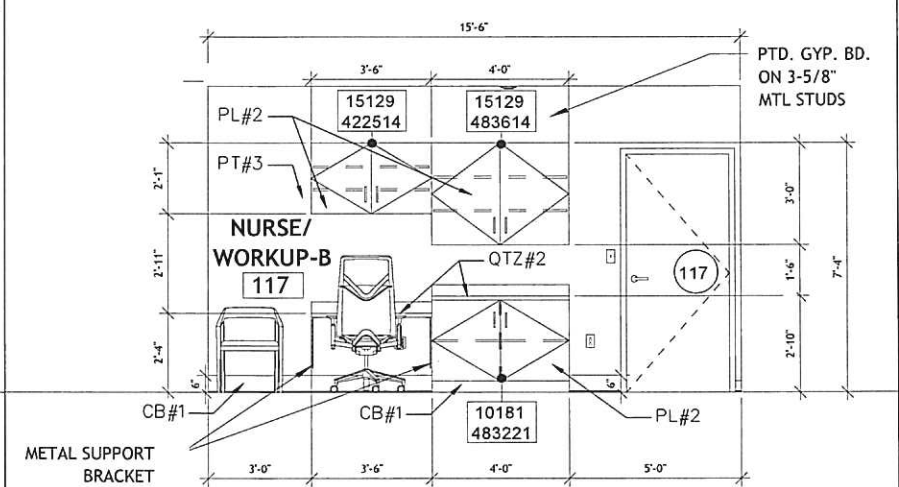 15'-6"
3'-6"
4'-0"
PTD. GYP. BD.
ON 3-5/8"
MTL STUDS
15129
422514
15129
483614
PL#2
PT#3
2'-1"
3'-0"
NURSE/
WORKUP-B
117
QTZ#2
117
2'-11"
1'-6"
7'-4"
2'-4"
2'-10"
6"
6"
CB#1
CB#1
10181
483221
PL#2
METAL SUPPORT
BRACKET
3'-0"
3'-6"
4'-0"
5'-0"